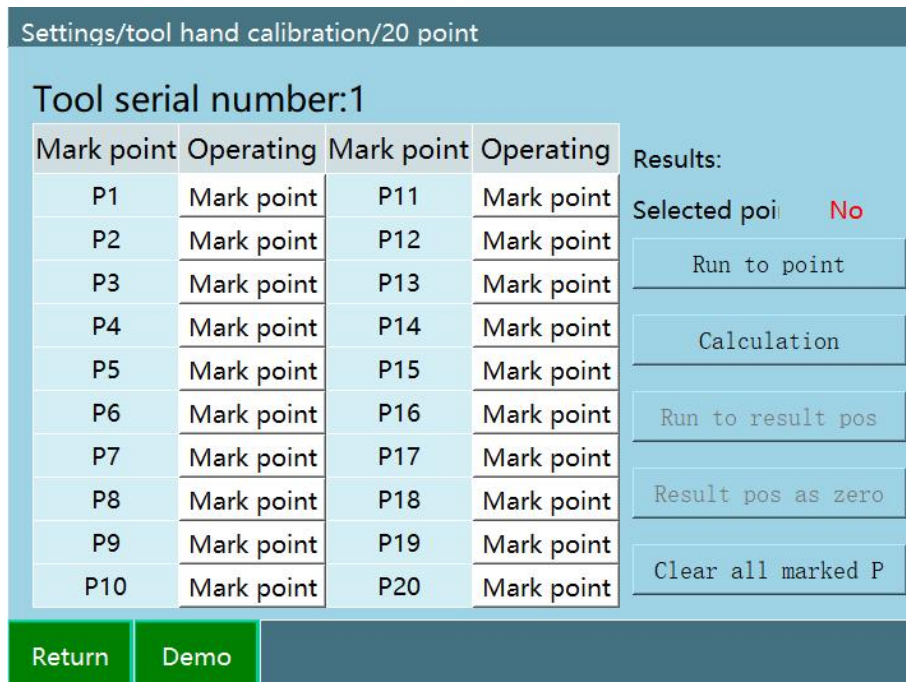 Settings/tool hand calibration/20 point
Tool serial number:1
Mark point Operating Mark point Operating
P1 Mark point P11 Mark point
P2 Mark point P12 Mark point
P3 Mark point P13 Mark point
P4 Mark point P14 Mark point
P5 Mark point P15 Mark point
P6 Mark point P16 Mark point
P7 Mark point P17 Mark point
P8 Mark point P18 Mark point
P9 Mark point P19 Mark point
P10 Mark point P20 Mark point
Results:
Selected poi No
Run to point
Calculation
Run to result pos
Result pos as zero
Clear all marked P
Return Demo